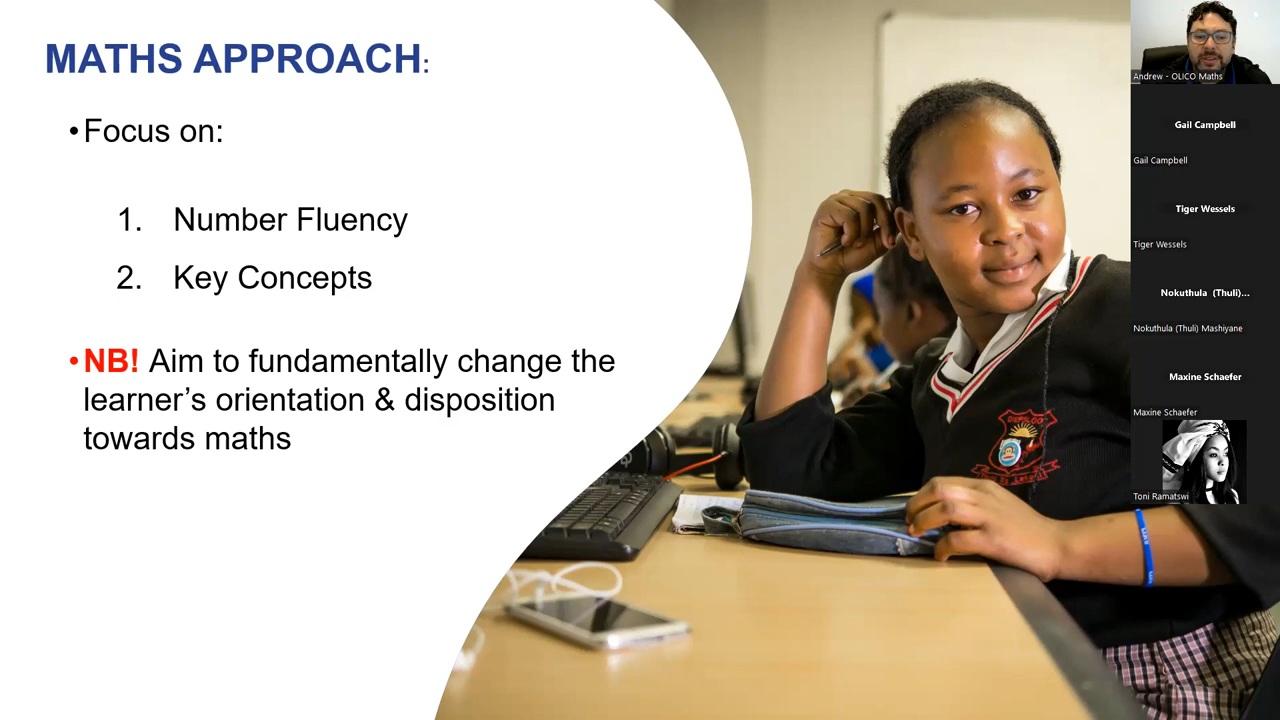 MATHS APPROACH:
•Focus on:
1. Number Fluency
2. Key Concepts
•NB! Aim to fundamentally change the
learner’s orientation & disposition
towards maths
Andrew - OLICO Maths
Gail Campbell
Gail Campbell
Tiger Wessels
Tiger Wessels
Nokuthula (Thuli)...
Nokuthula (Thuli) Mashiyane
Maxine Schaefer
Maxine Schaefer
Toni Ramatswi